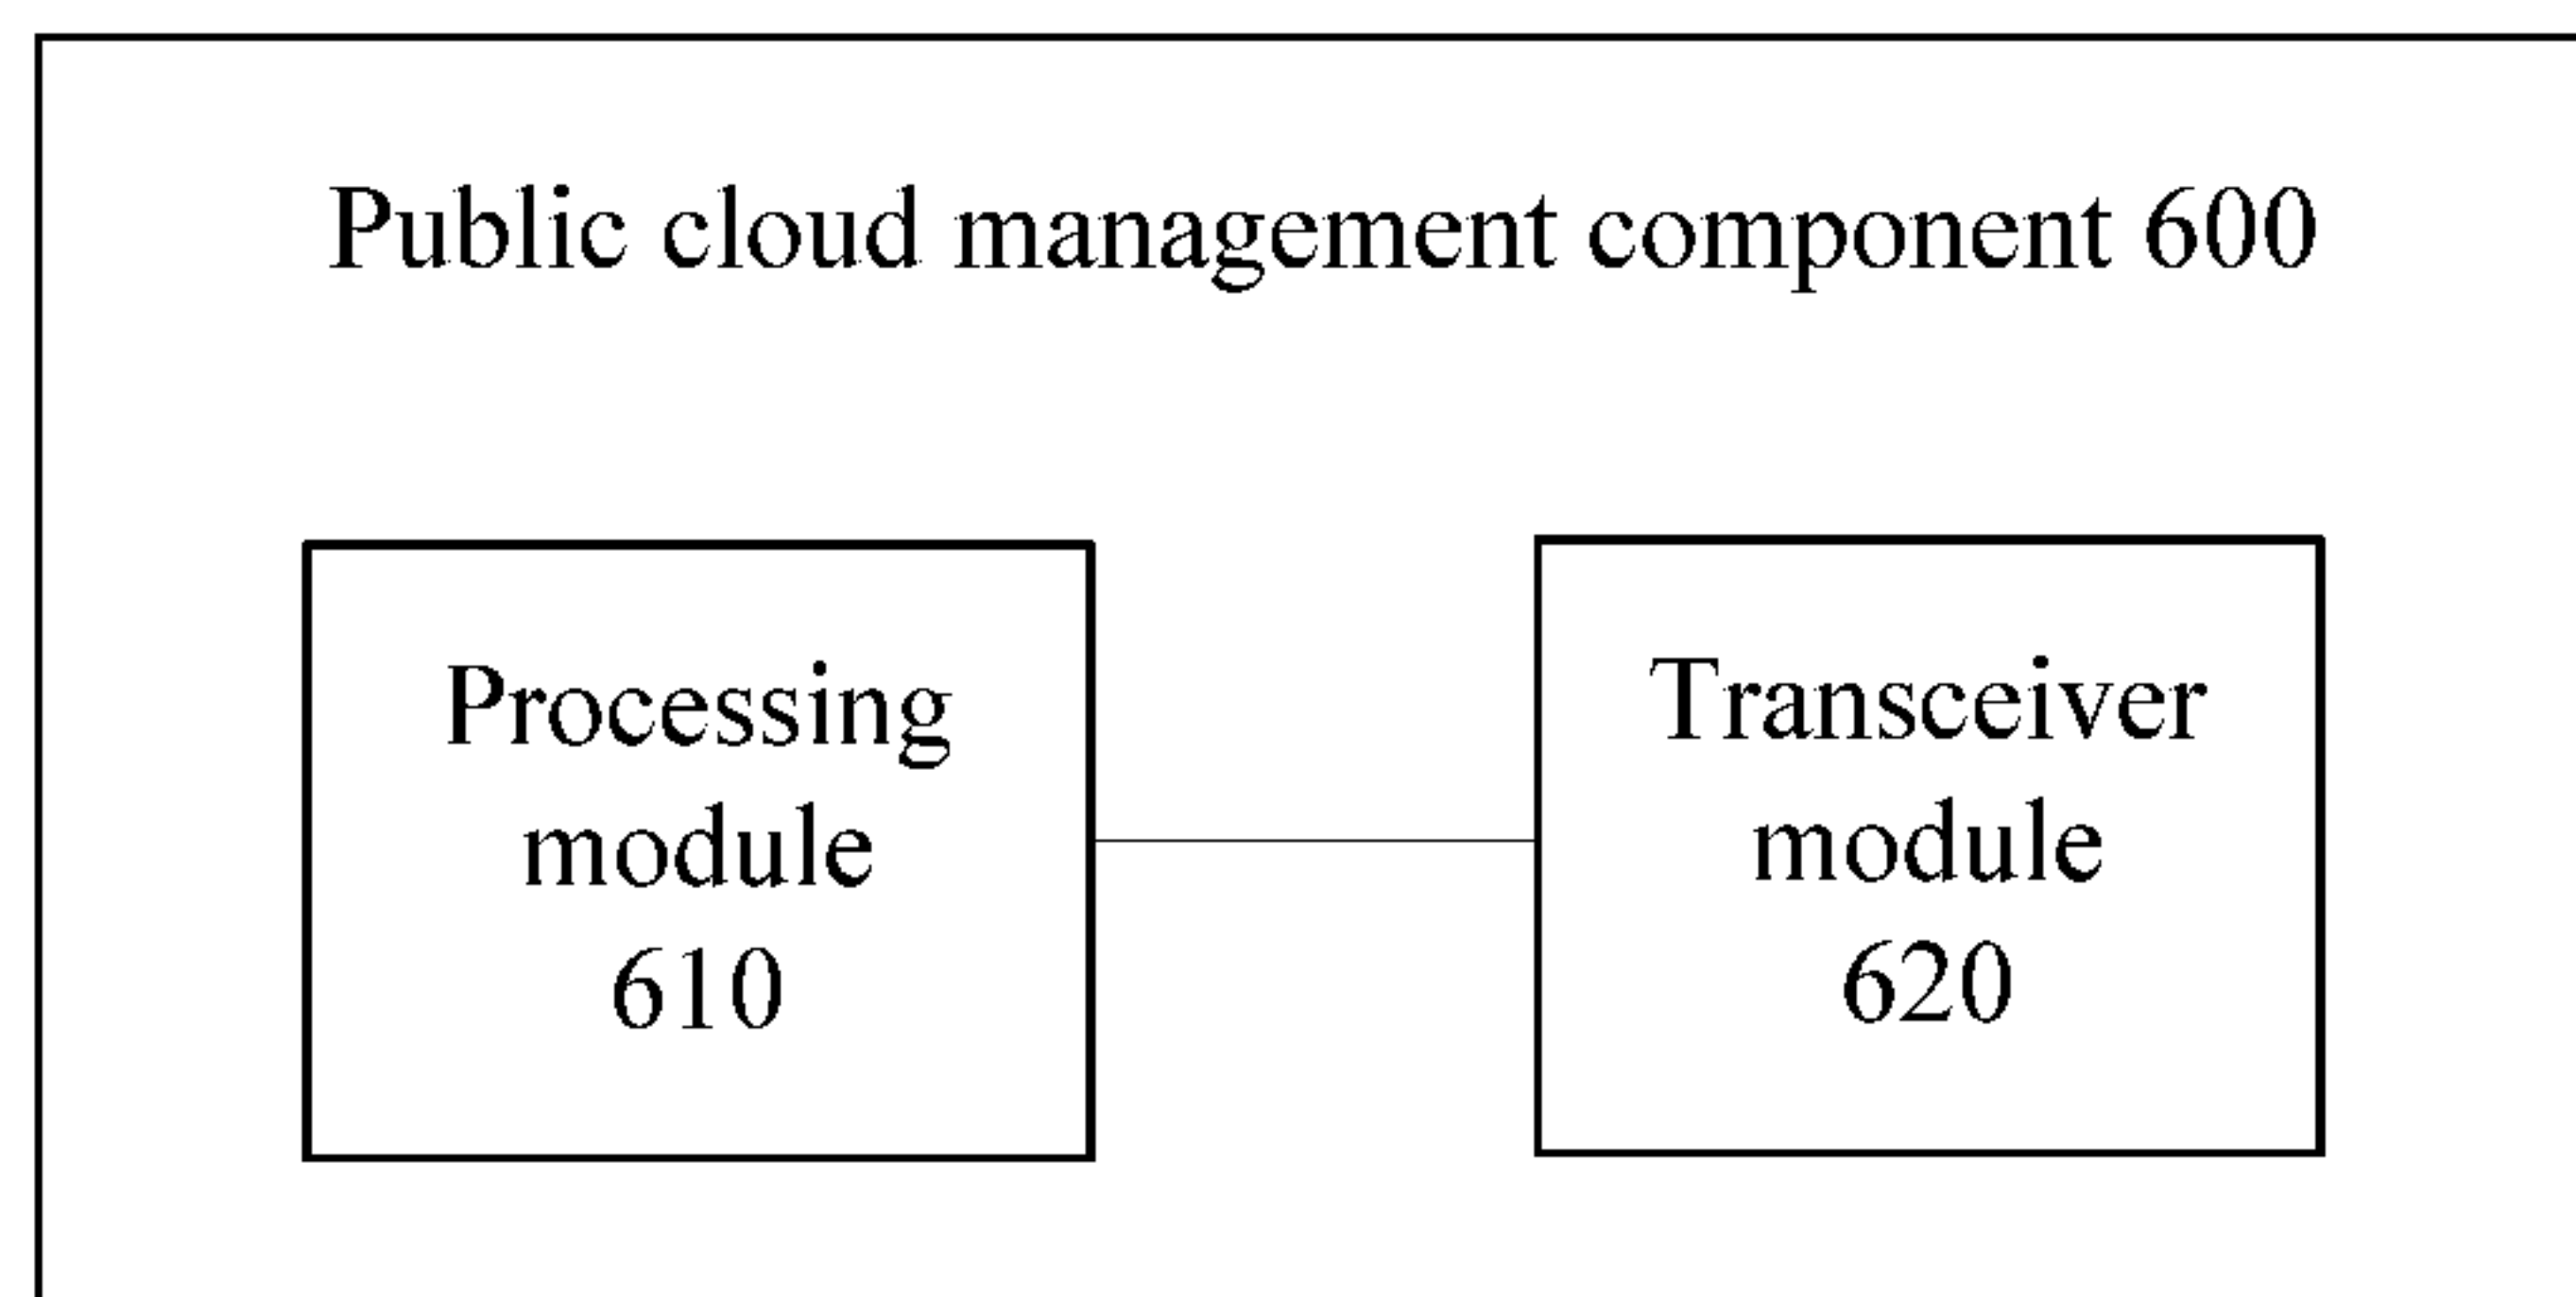 Public cloud management component 600
Processing
module
610
Transceiver
module
620